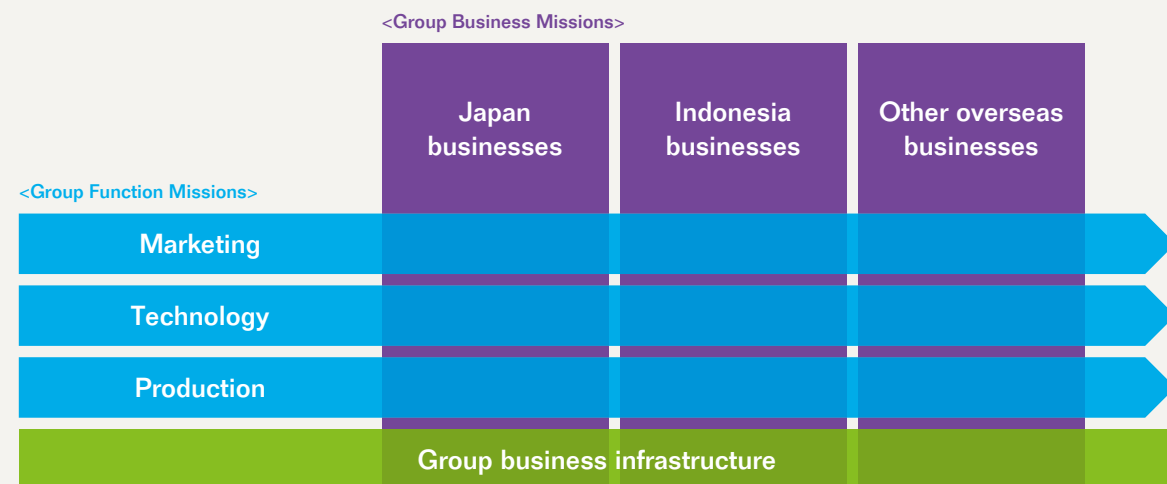 <Group Business Missions>
Japan
businesses
Indonesia
businesses
Other overseas
businesses
<Group Function Missions>
Marketing
Technology
Production
Group business infrastructure